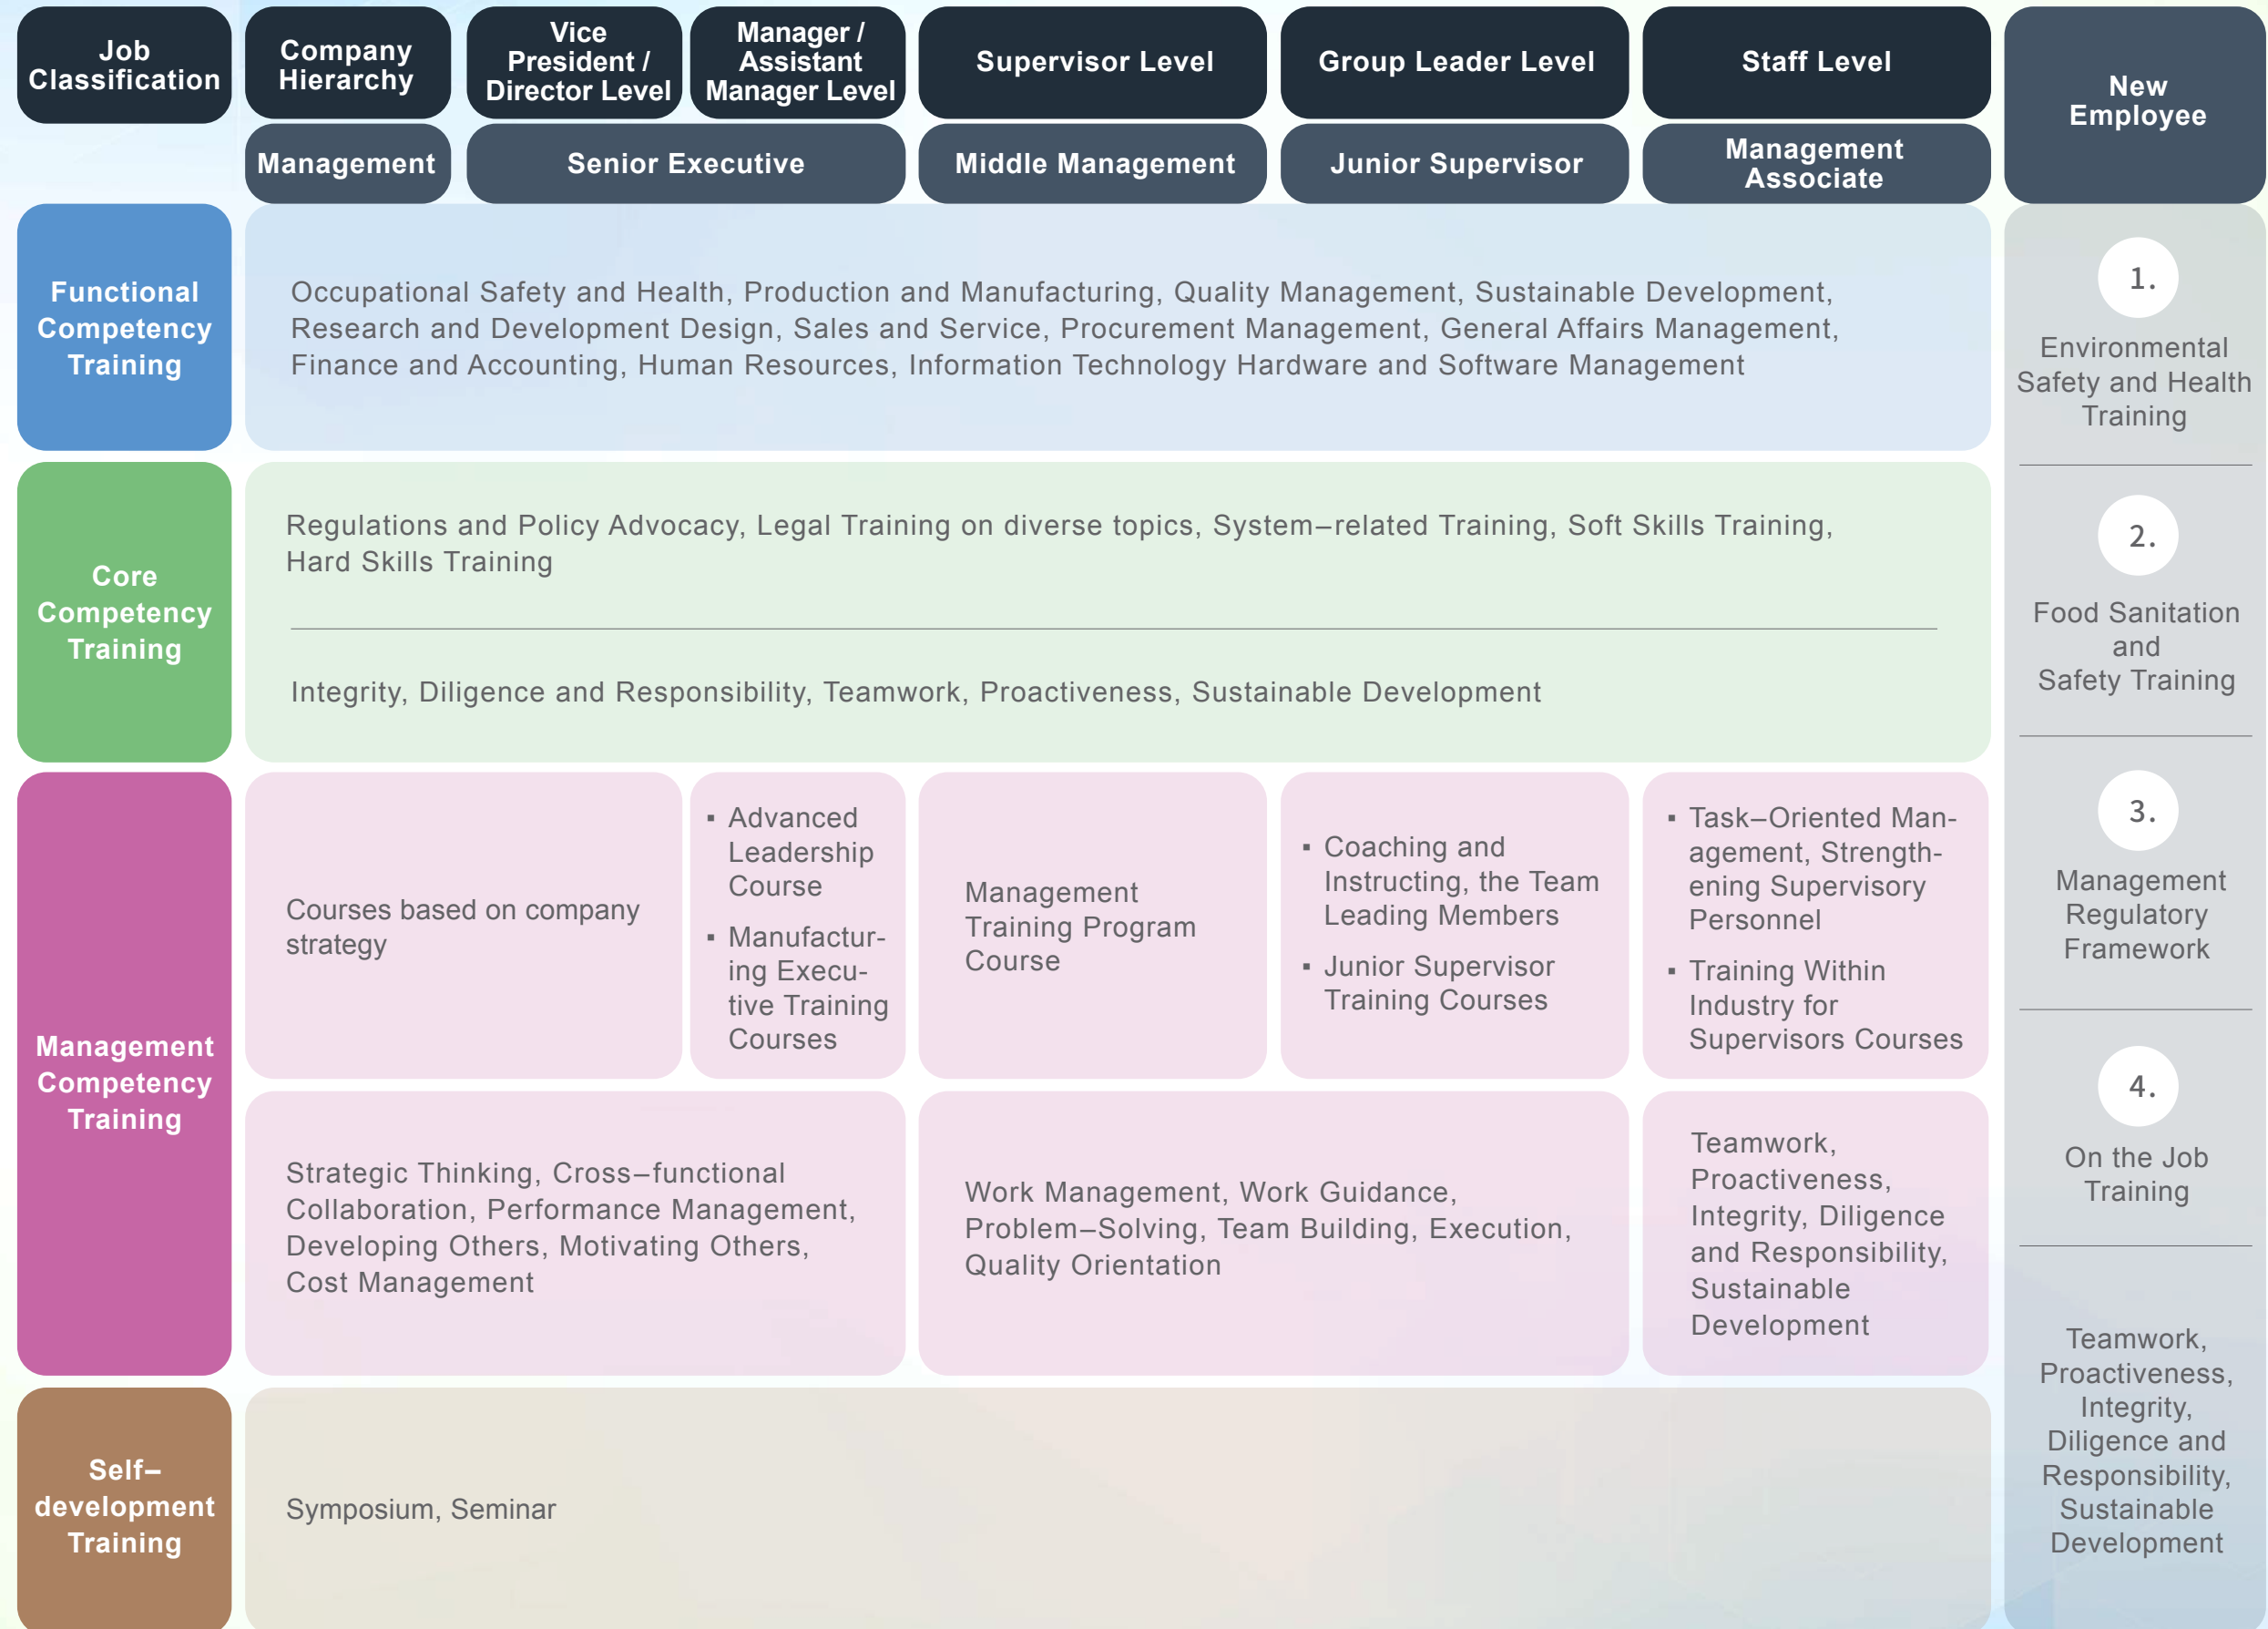 Job
Classification
Company
Hierarchy
Vice
President /
Director Level
Manager /
Assistant
Manager Level
Supervisor Level
Group Leader Level
Staff Level
New
Employee
Management
Senior Executive
Middle Management
Junior Supervisor
Management
Associate
Functional
Competency
Training
Occupational Safety and Health, Production and Manufacturing, Quality Management, Sustainable Development,
Research and Development Design, Sales and Service, Procurement Management, General Affairs Management,
Finance and Accounting, Human Resources, Information Technology Hardware and Software Management
Core
Competency
Training
Regulations and Policy Advocacy, Legal Training on diverse topics, System–related Training, Soft Skills Training,
Hard Skills Training
Integrity, Diligence and Responsibility, Teamwork, Proactiveness, Sustainable Development
Management
Competency
Training
Courses based on company
strategy
▪ Advanced
Leadership
Course
▪ Manufactur-
ing Execu-
tive Training
Courses
Management
Training Program
Course
▪ Coaching and
Instructing, the Team
Leading Members
▪ Junior Supervisor
Training Courses
▪ Task–Oriented Man-
agement, Strength-
ening Supervisory
Personnel
▪ Training Within
Industry for
Supervisors Courses
Strategic Thinking, Cross–functional
Collaboration, Performance Management,
Developing Others, Motivating Others,
Cost Management
Work Management, Work Guidance,
Problem–Solving, Team Building, Execution,
Quality Orientation
Teamwork,
Proactiveness,
Integrity, Diligence
and Responsibility,
Sustainable
Development
Self–
development
Training
Symposium, Seminar
1.
Environmental
Safety and Health
Training
2.
Food Sanitation
and
Safety Training
3.
Management
Regulatory
Framework
4.
On the Job
Training
Teamwork,
Proactiveness,
Integrity,
Diligence and
Responsibility,
Sustainable
Development